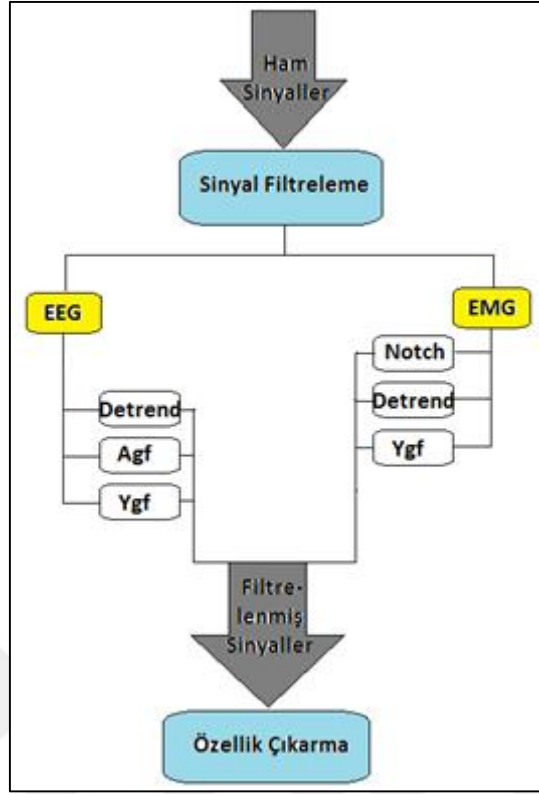 Ham
Sinyaller
Sinyal Filtreleme
EEG
EMG
Notch
Detrend
Detrend
Agf
Ygf
Ygf
Filtre-
lenmiş
Sinyaller
Özellik Çıkarma